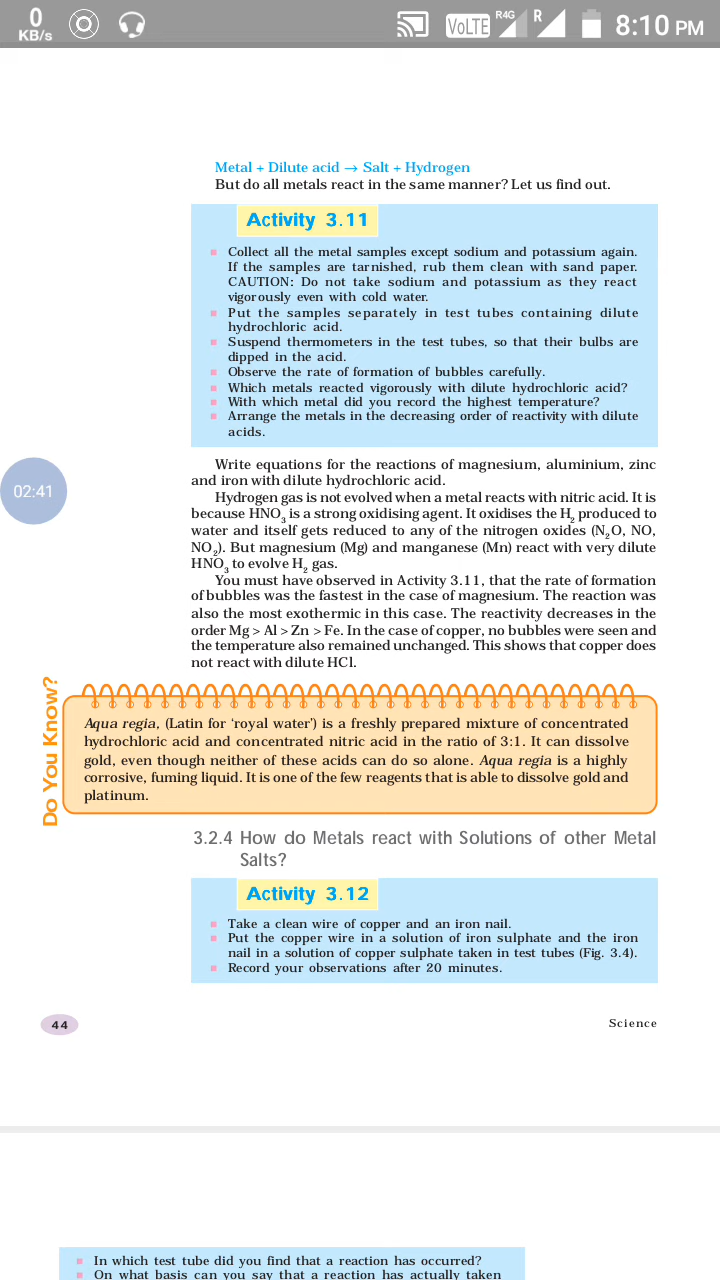 0
KB/s
VoLTE
R4G
R
8:10 PM
Metal + Dilute acid → Salt + Hydrogen
But do all metals react in the same manner? Let us find out.
Activity 3.11
Collect all the metal samples except sodium and potassium again.
If the samples are tarnished, rub them clean with sand paper.
CAUTION: Do not take sodium and potassium as they react
vigorously even with cold water.
Put the samples separately in test tubes containing dilute
hydrochloric acid.
Suspend thermometers in the test tubes, so that their bulbs are
dipped in the acid.
Observe the rate of formation of bubbles carefully.
Which metals reacted vigorously with dilute hydrochloric acid?
With which metal did you record the highest temperature?
Arrange the metals in the decreasing order of reactivity with dilute
acids.
02:41
Write equations for the reactions of magnesium, aluminium, zinc
and iron with dilute hydrochloric acid.
Hydrogen gas is not evolved when a metal reacts with nitric acid. It is
because HNO₃ is a strong oxidising agent. It oxidises the H₂ produced to
water and itself gets reduced to any of the nitrogen oxides (N₂O, NO,
NO₂). But magnesium (Mg) and manganese (Mn) react with very dilute
HNO₃ to evolve H₂ gas.
You must have observed in Activity 3.11, that the rate of formation
of bubbles was the fastest in the case of magnesium. The reaction was
also the most exothermic in this case. The reactivity decreases in the
order Mg > Al > Zn > Fe. In the case of copper, no bubbles were seen and
the temperature also remained unchanged. This shows that copper does
not react with dilute HCl.
Do You Know?
Aqua regia, (Latin for ‘royal water’) is a freshly prepared mixture of concentrated
hydrochloric acid and concentrated nitric acid in the ratio of 3:1. It can dissolve
gold, even though neither of these acids can do so alone. Aqua regia is a highly
corrosive, fuming liquid. It is one of the few reagents that is able to dissolve gold and
platinum.
3.2.4 How do Metals react with Solutions of other Metal
Salts?
Activity 3.12
Take a clean wire of copper and an iron nail.
Put the copper wire in a solution of iron sulphate and the iron
nail in a solution of copper sulphate taken in test tubes (Fig. 3.4).
Record your observations after 20 minutes.
44
Science
In which test tube did you find that a reaction has occurred?
On what basis can you say that a reaction has actually taken